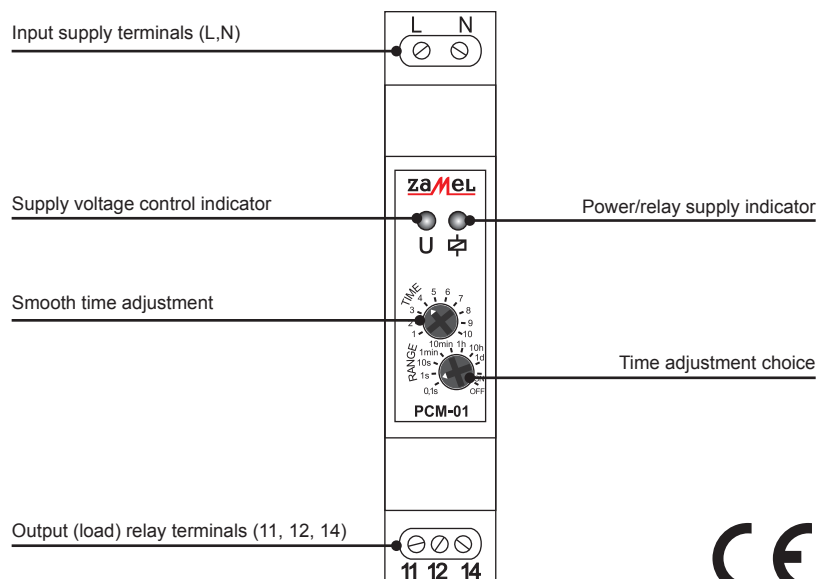 Input supply terminals (L,N)
L N
zaMeL
Supply voltage control indicator
Power/relay supply indicator
U
Smooth time adjustment
TIME
1 2 3 4 5 6 7 8 9 10
Time adjustment choice
RANGE
0,1s 1s 10s 1min 10min 1h 10h 1d OFF
PCM-01
Output (load) relay terminals (11, 12, 14)
11 12 14
CE